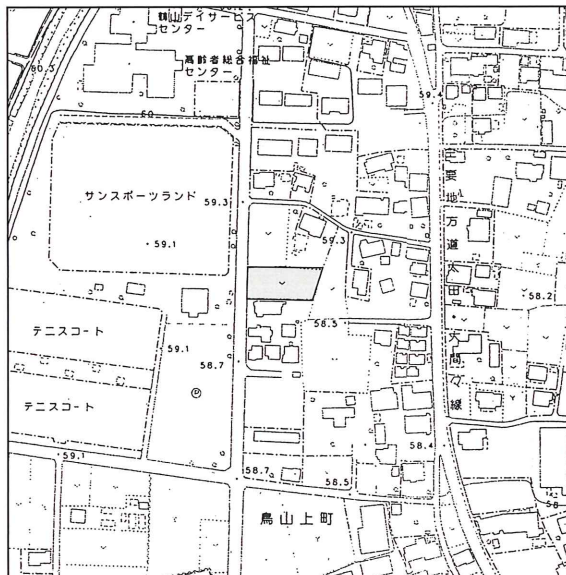 鶴山デイサービス
センター
高齢者総合福祉
センター
60.3
60
59.4
サンスポーツランド
59.3
59.1
59.3
主要地方道太田大間々線
58.2
テニスコート
59.1
58.5
58.7
P
テニスコート
58.4
59.1
58.7
58.5
58
鳥山上町